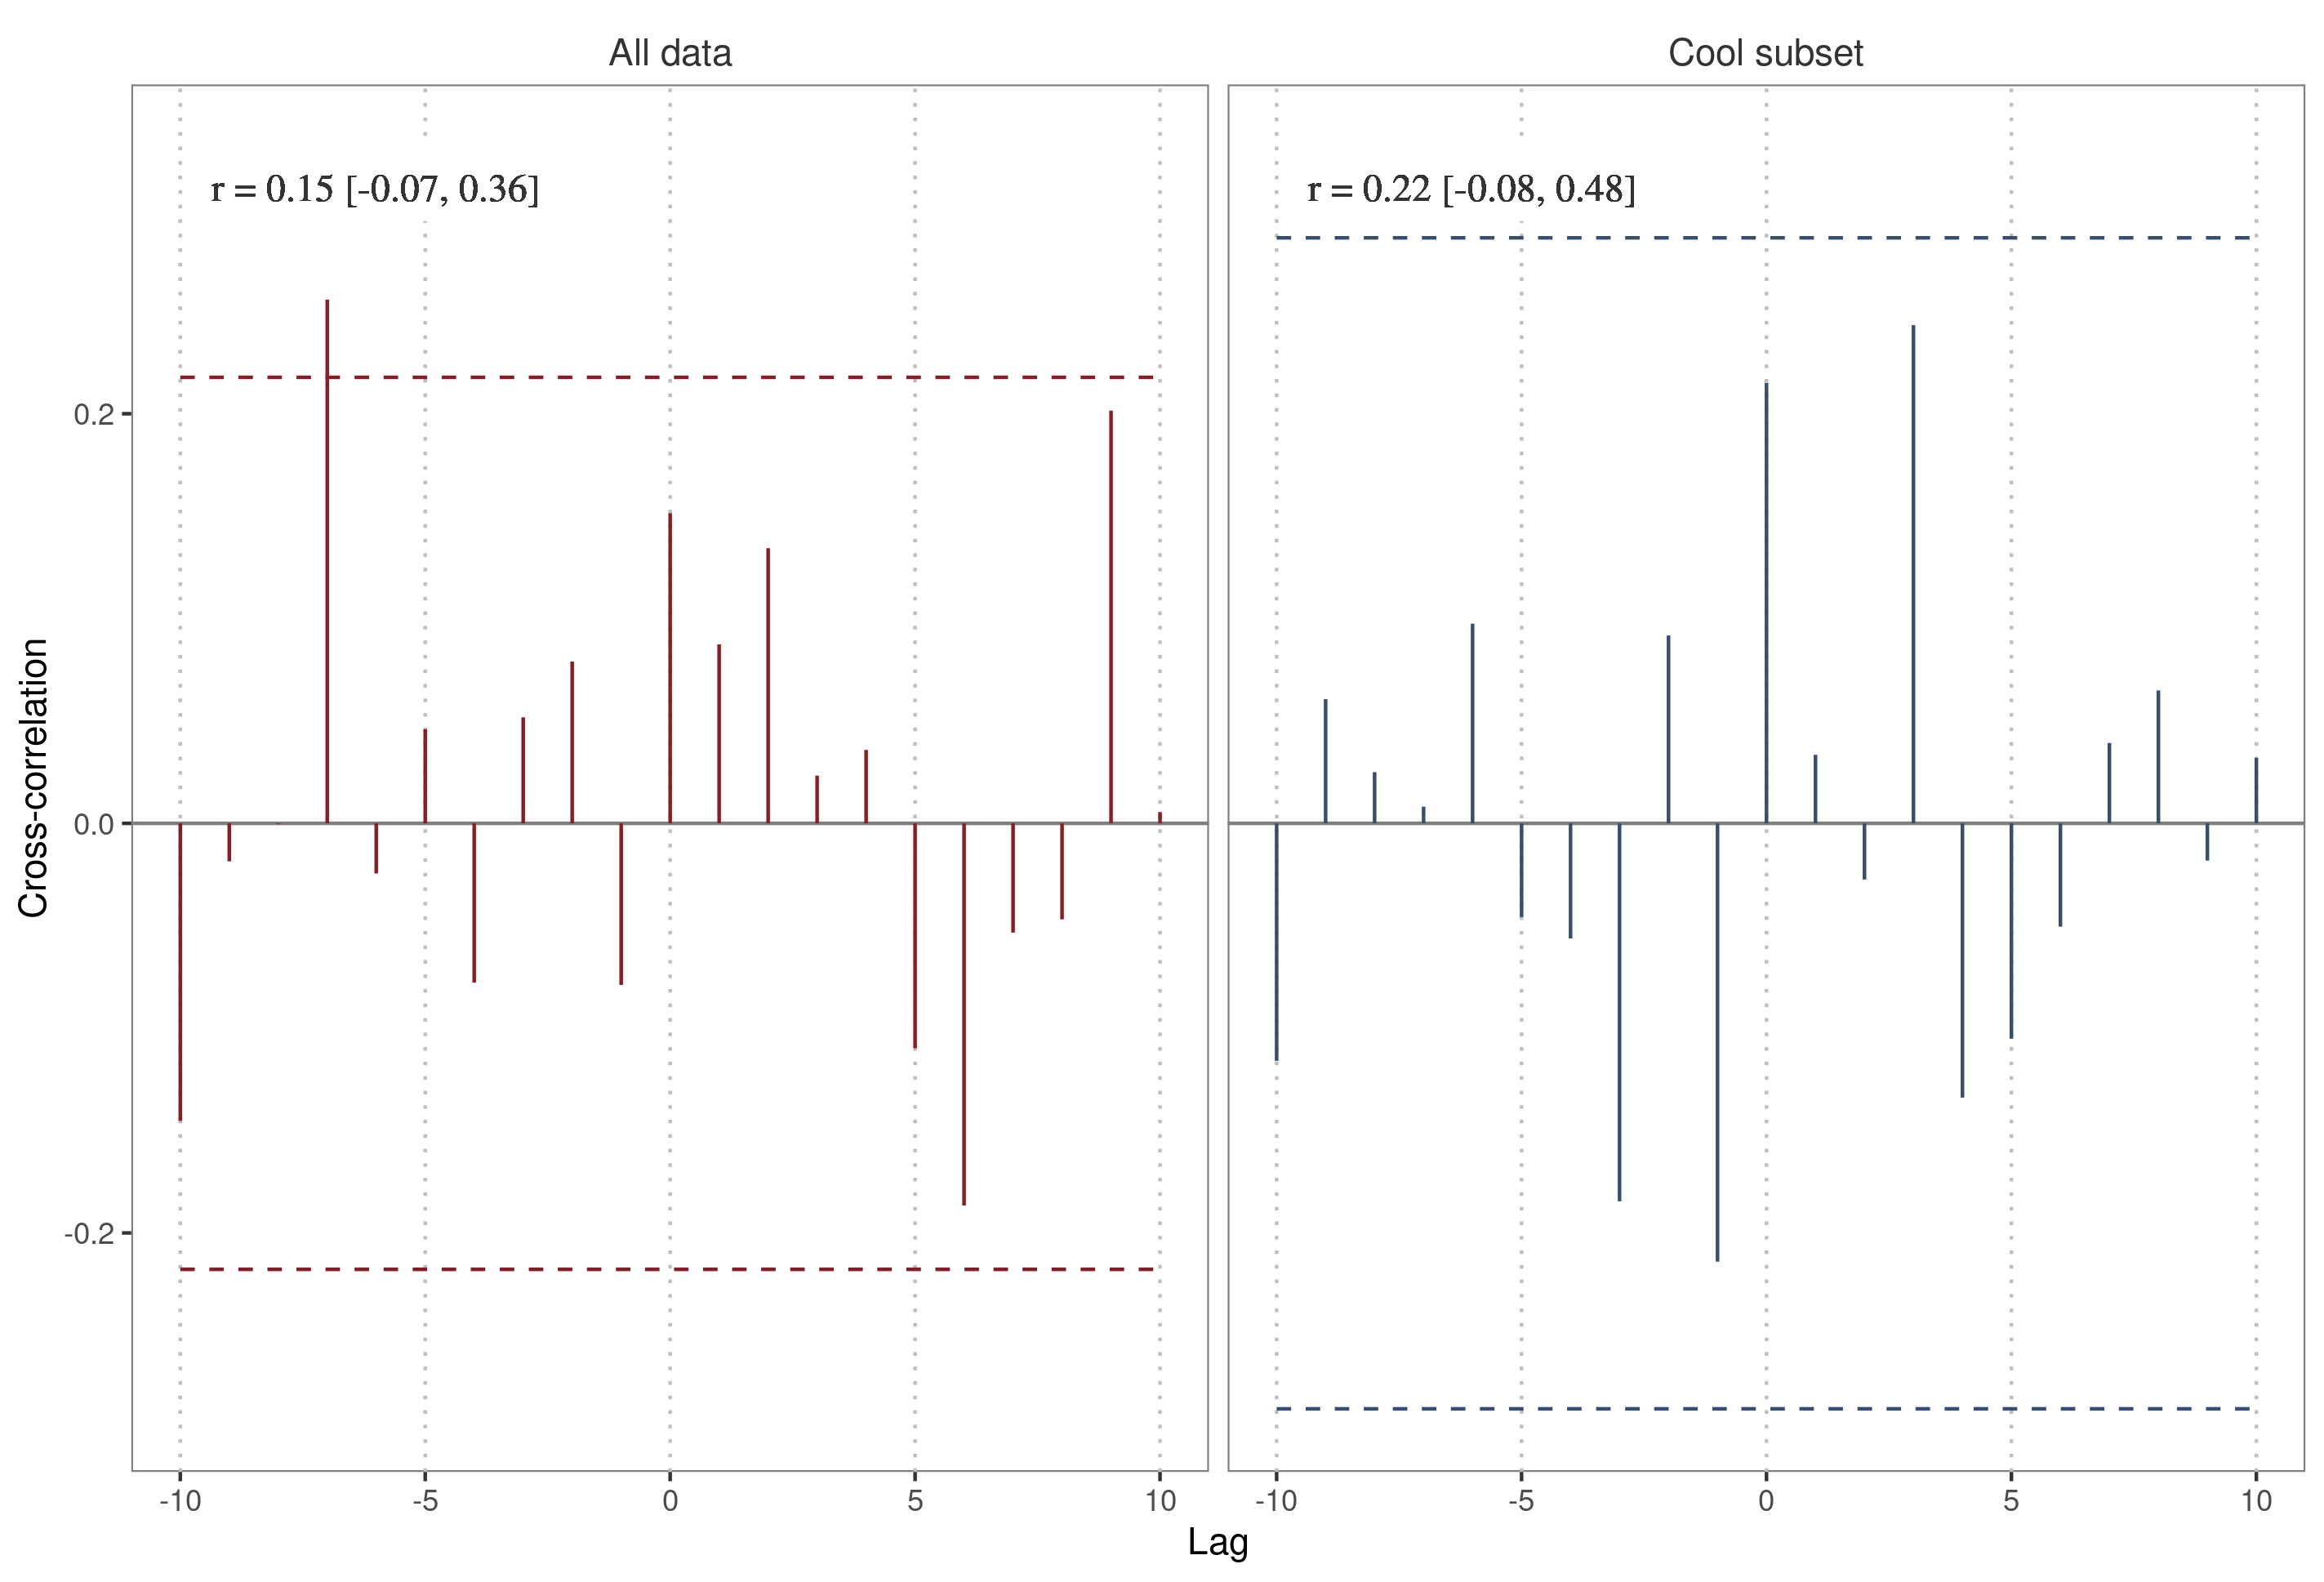 All data
Cool subset
r = 0.15 [-0.07, 0.36]
r = 0.22 [-0.08, 0.48]
Cross-correlation
0.2
0.0
-0.2
-10 -5 0 5 10
-10 -5 0 5 10
Lag